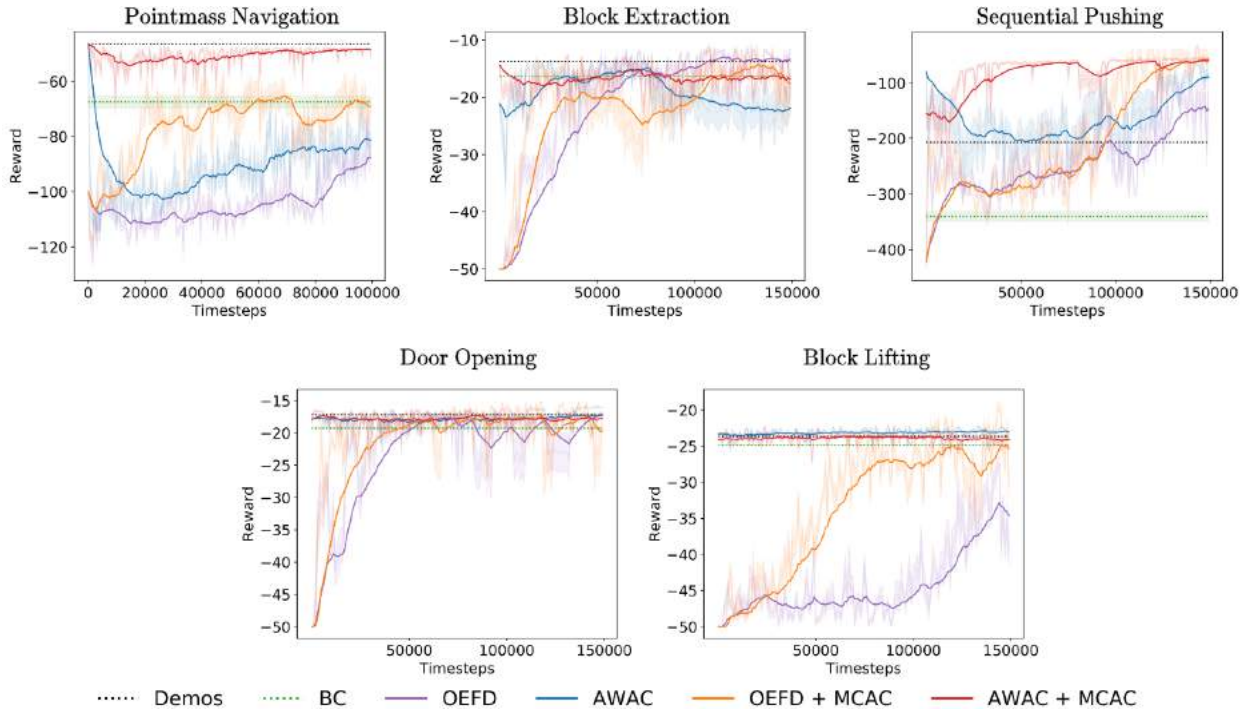 Pointmass Navigation
Block Extraction
Sequential Pushing
Reward
−60
−80
−100
−120
0 20000 40000 60000 80000 100000
Timesteps
Reward
−10
−20
−30
−40
−50
50000 100000 150000
Timesteps
Reward
−100
−200
−300
−400
50000 100000 150000
Timesteps
Door Opening
Block Lifting
Reward
−15
−20
−25
−30
−35
−40
−45
−50
50000 100000 150000
Timesteps
Reward
−20
−25
−30
−35
−40
−45
−50
50000 100000 150000
Timesteps
Demos BC OEFD AWAC OEFD + MCAC AWAC + MCAC